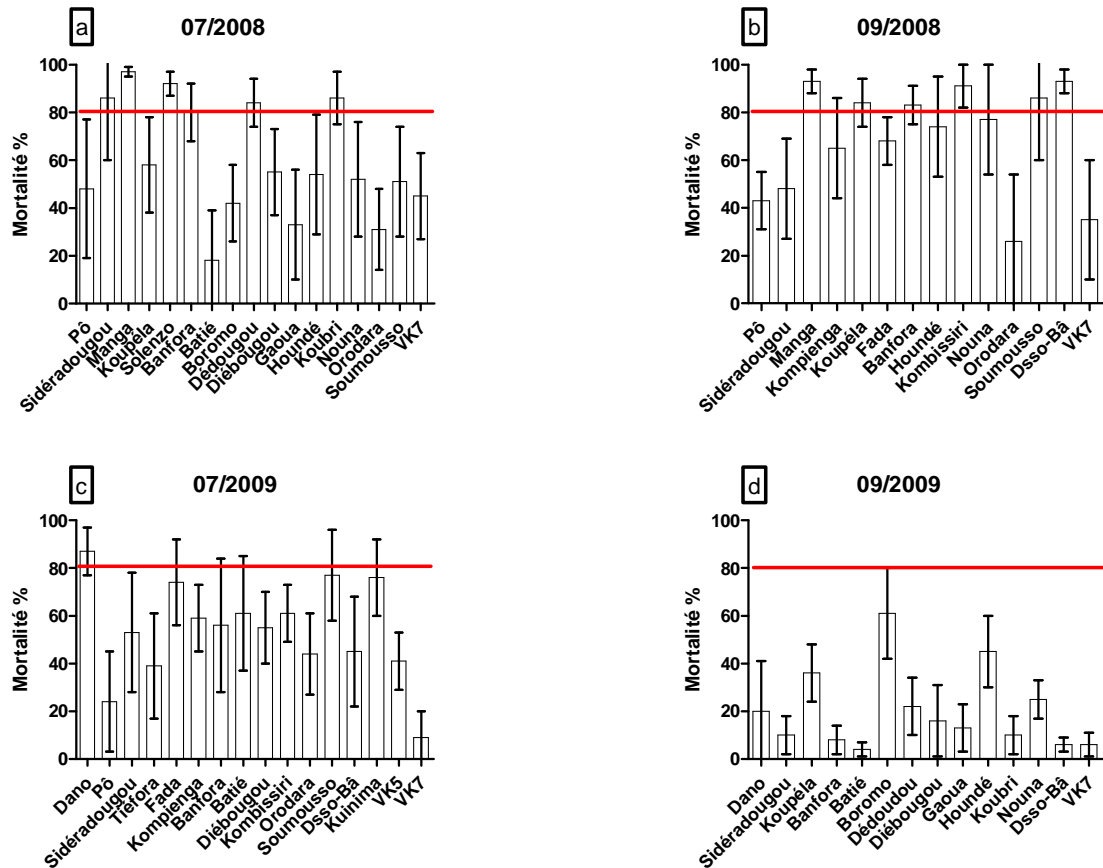 a
07/2008
Mortalité %
100
80
60
40
20
0
Pô
Sidéradougou
Manga
Koupéla
Solenzo
Banfora
Batié
Boromo
Dédougou
Diébougou
Gaoua
Houndé
Koubri
Nouna
Orodara
Soumousso
VK7
b
09/2008
Mortalité %
100
80
60
40
20
0
Pô
Sidéradougou
Manga
Kompienga
Koupéla
Fada
Banfora
Houndé
Kombissiri
Nouna
Orodara
Soumousso
Dsso-Bâ
VK7
c
07/2009
Mortalité %
100
80
60
40
20
0
Dano
Pô
Sidéradougou
Tiéfora
Fada
Kompienga
Banfora
Batié
Diébougou
Kombissiri
Orodara
Soumousso
Dsso-Bâ
Kuinima
VK5
VK7
d
09/2009
Mortalité %
100
80
60
40
20
0
Dano
Sidéradougou
Koupéla
Banfora
Batié
Boromo
Dédoudou
Diébougou
Gaoua
Houndé
Koubri
Nouna
Dsso-Bâ
VK7